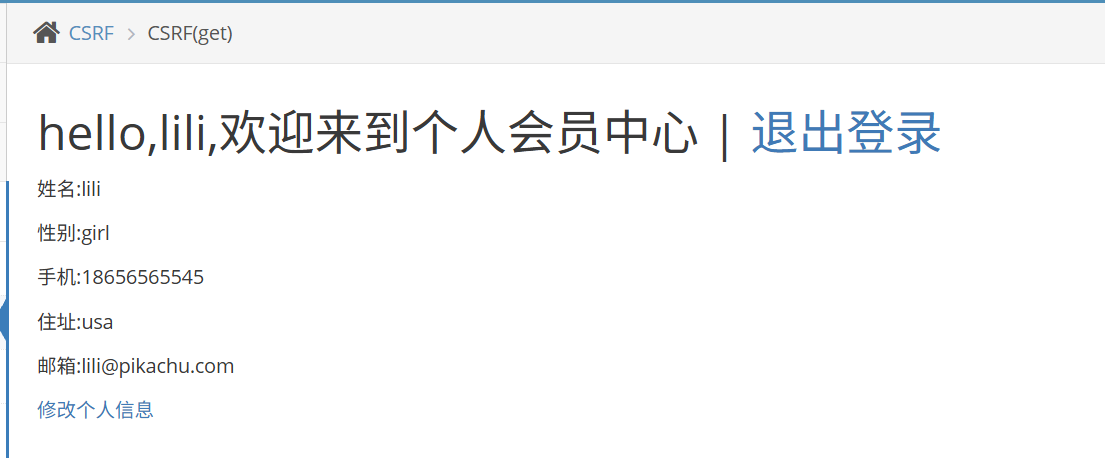 CSRF > CSRF(get)
hello,lili,欢迎来到个人会员中心 | 退出登录
姓名:lili
性别:girl
手机:18656565545
住址:usa
邮箱:lili@pikachu.com
修改个人信息